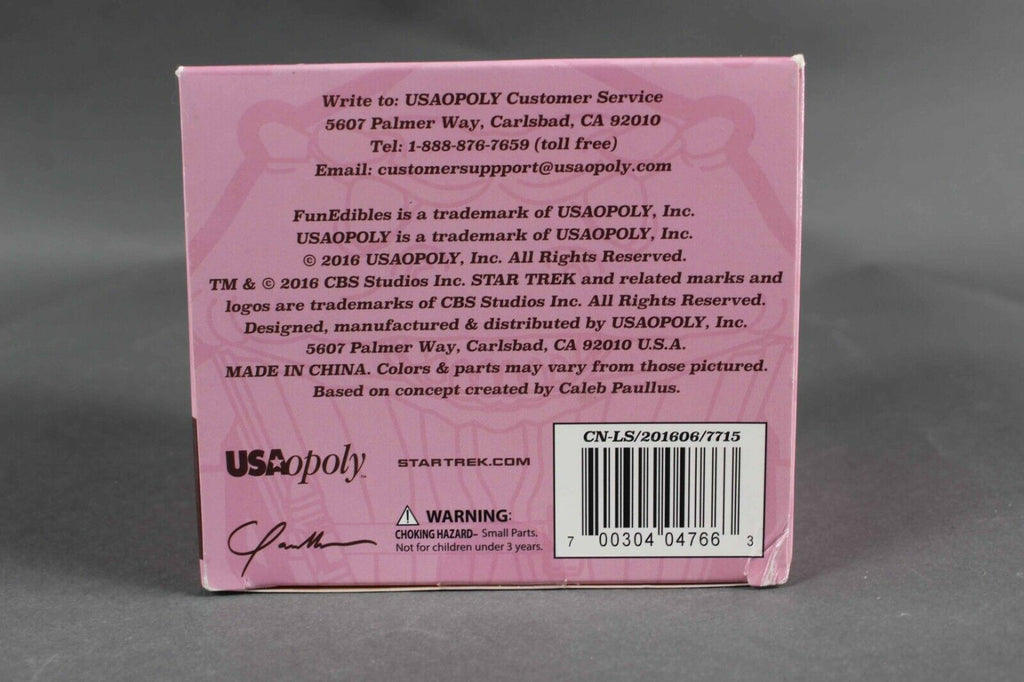 Write to: USAOPOLY Customer Service
5607 Palmer Way, Carlsbad, CA 92010
Tel: 1-888-876-7659 (toll free)
Email: customersuppport@usaopoly.com
FunEdibles is a trademark of USAOPOLY, Inc.
USAOPOLY is a trademark of USAOPOLY, Inc.
© 2016 USAOPOLY, Inc. All Rights Reserved.
TM & © 2016 CBS Studios Inc. STAR TREK and related marks and
logos are trademarks of CBS Studios Inc. All Rights Reserved.
Designed, manufactured & distributed by USAOPOLY, Inc.
5607 Palmer Way, Carlsbad, CA 92010 U.S.A.
MADE IN CHINA. Colors & parts may vary from those pictured.
Based on concept created by Caleb Paullus.
USAopoly™
STARTREK.COM
WARNING:
CHOKING HAZARD– Small Parts.
Not for children under 3 years.
CN-LS/201606/7715
7 00304 04766 3